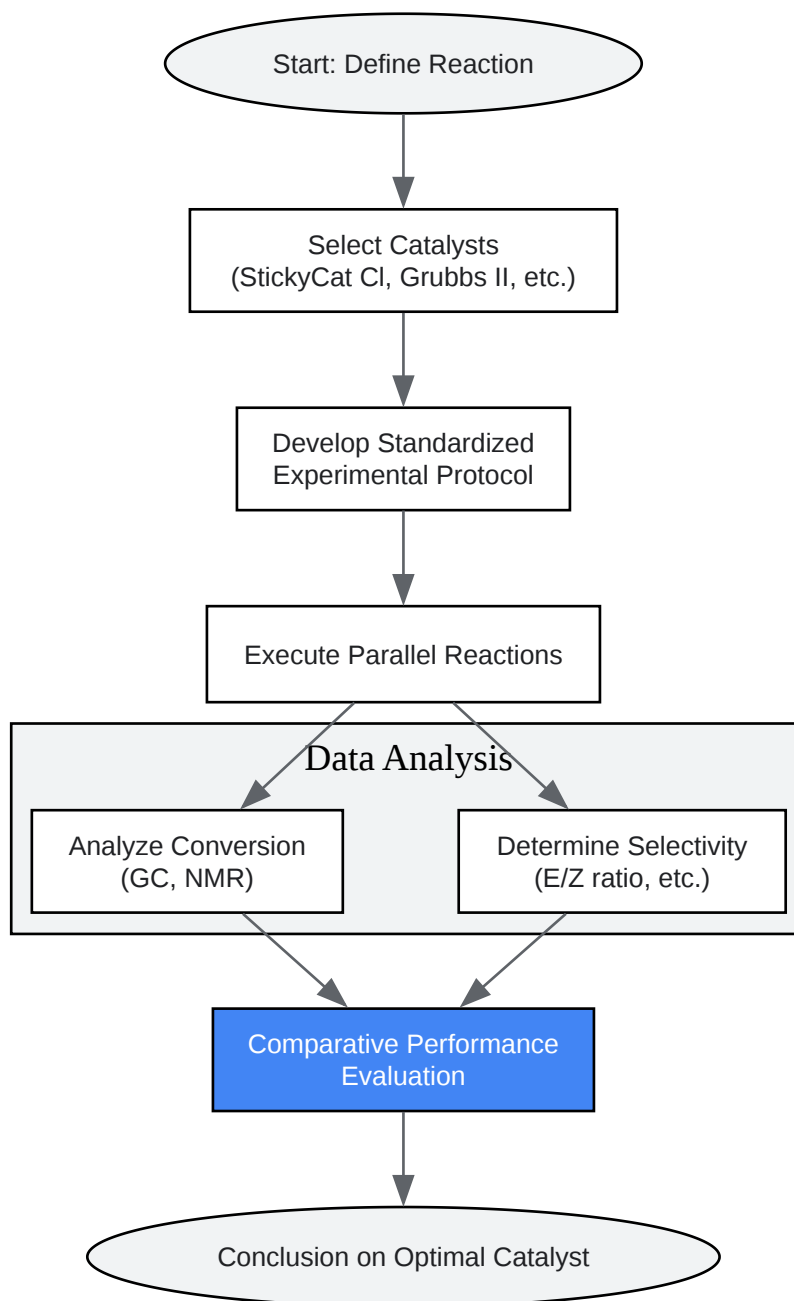 Start: Define Reaction
Select Catalysts
(StickyCat Cl, Grubbs II, etc.)
Develop Standardized
Experimental Protocol
Execute Parallel Reactions
Data Analysis
Analyze Conversion
(GC, NMR)
Determine Selectivity
(E/Z ratio, etc.)
Comparative Performance
Evaluation
Conclusion on Optimal Catalyst